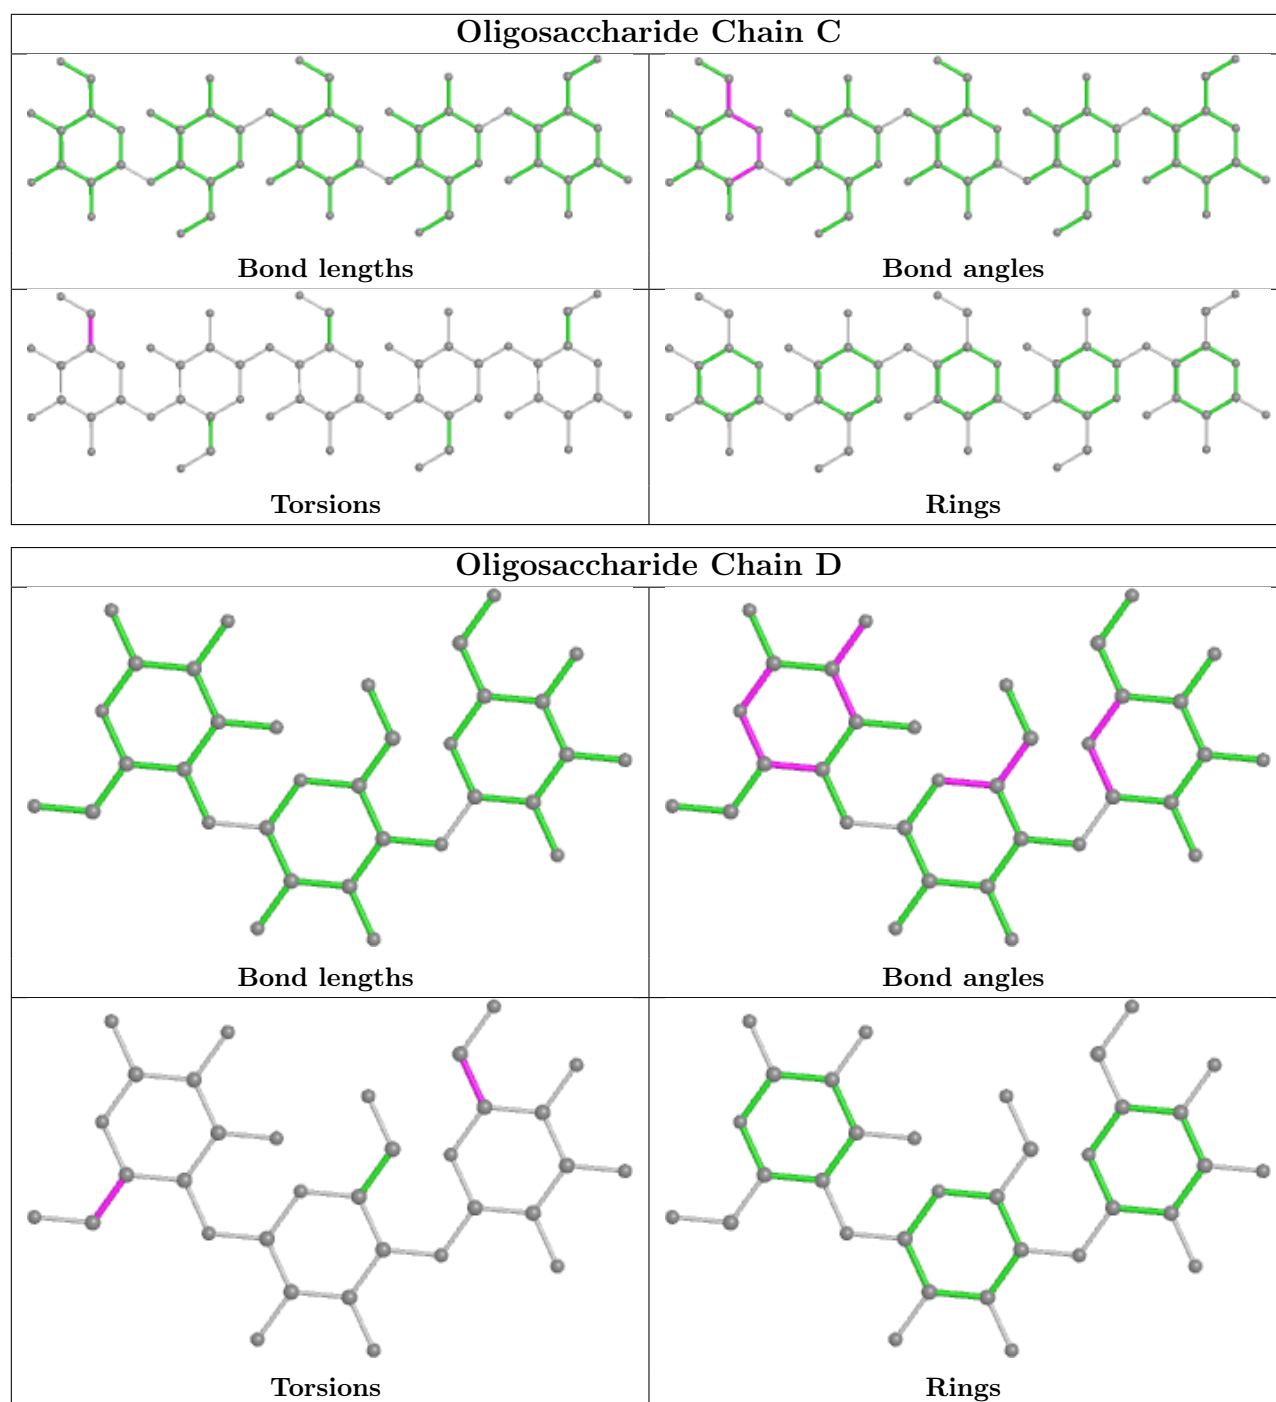 Oligosaccharide Chain C
Bond lengths
Bond angles
Torsions
Rings
Oligosaccharide Chain D
Bond lengths
Bond angles
Torsions
Rings